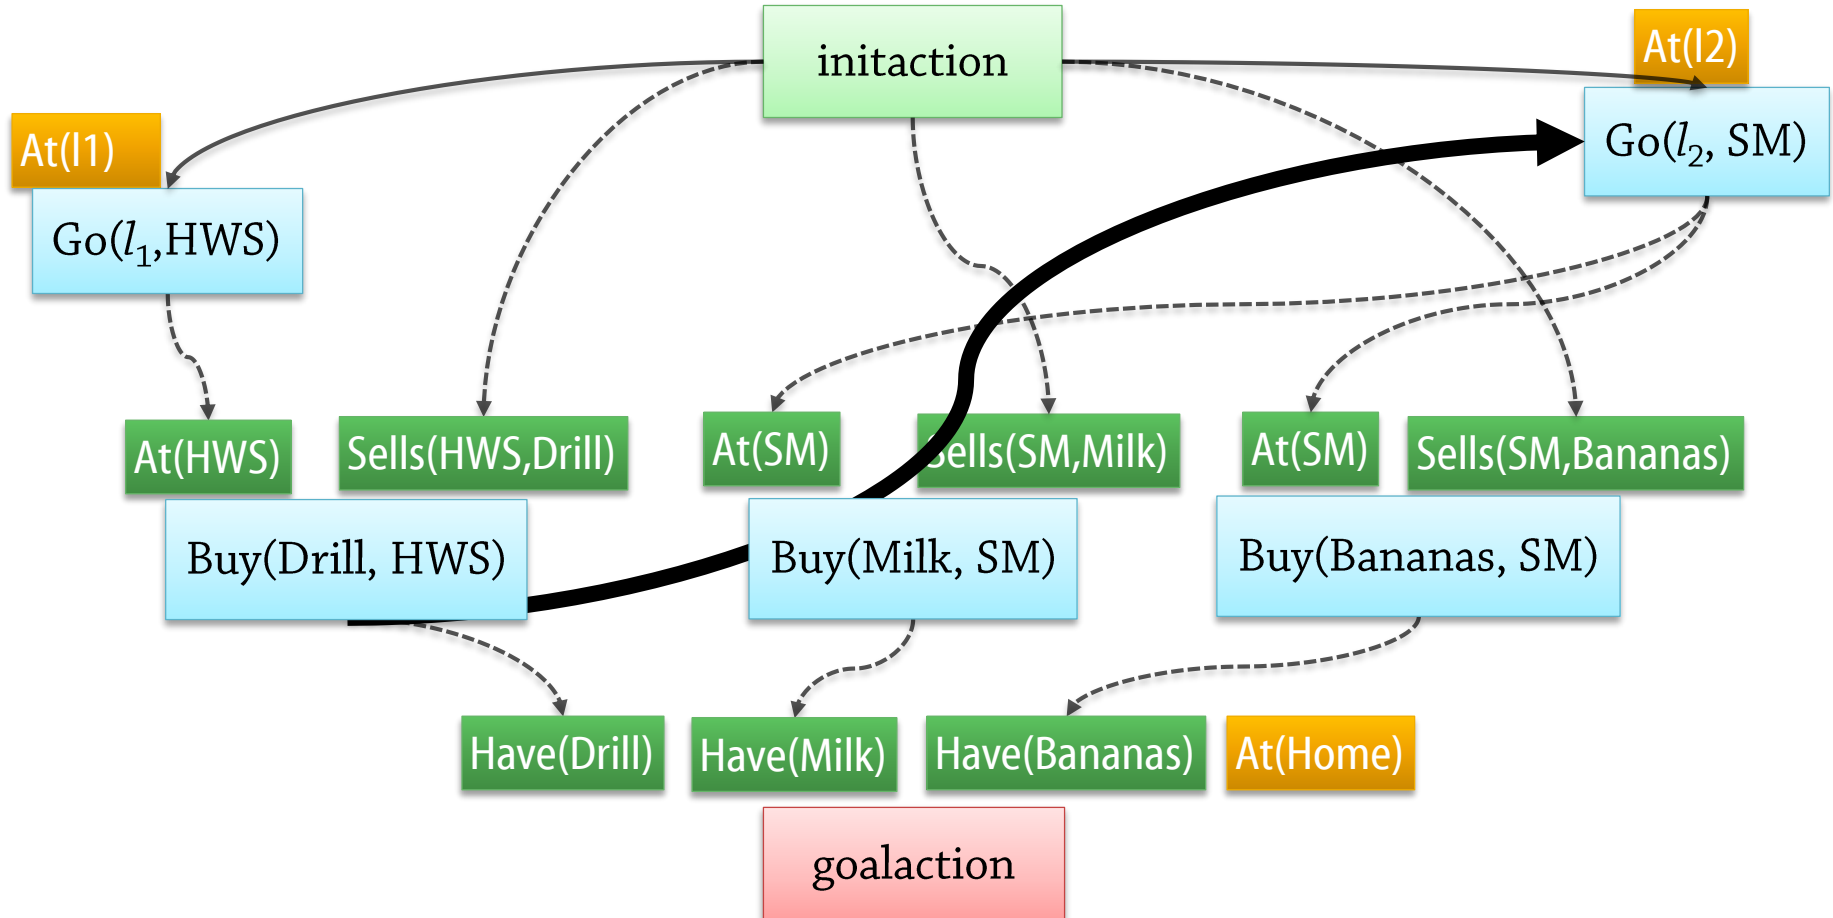 initaction
At(l2)
At(l1)
Go(l₂, SM)
Go(l₁,HWS)
At(HWS)
Sells(HWS,Drill)
At(SM)
Sells(SM,Milk)
At(SM)
Sells(SM,Bananas)
Buy(Drill, HWS)
Buy(Milk, SM)
Buy(Bananas, SM)
Have(Drill)
Have(Milk)
Have(Bananas)
At(Home)
goalaction